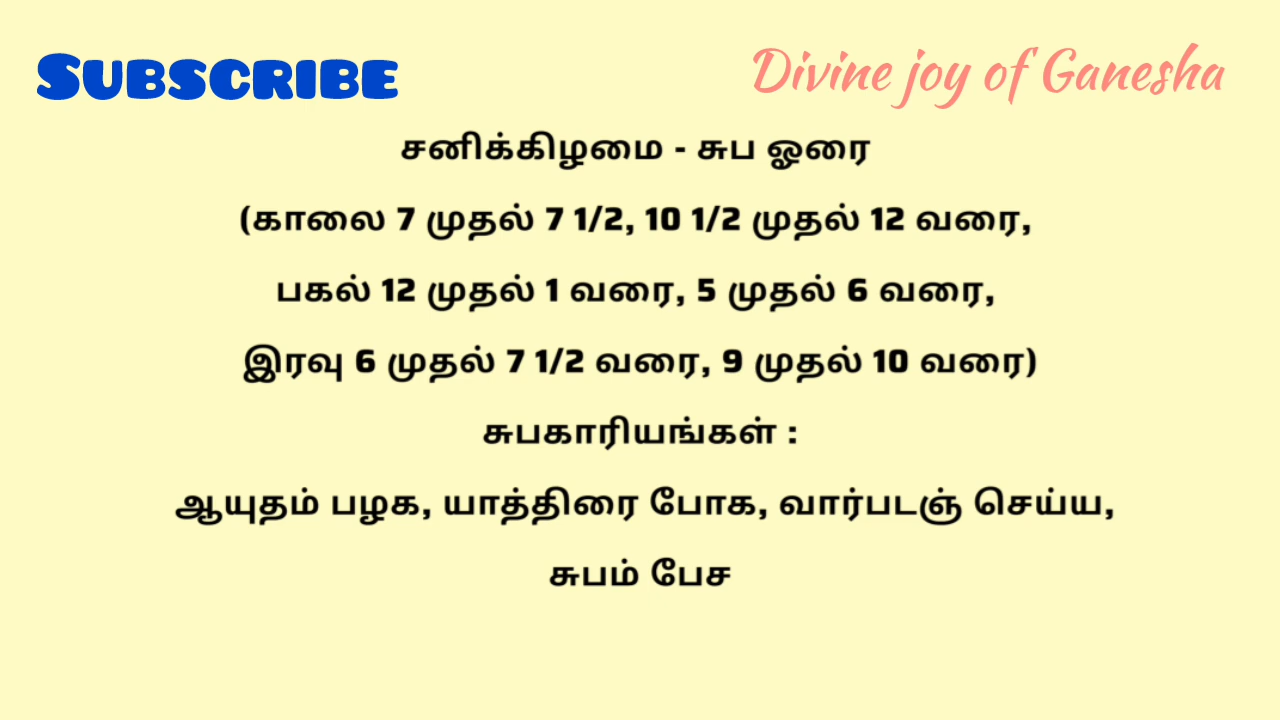 SUBSCRIBE
Divine joy of Ganesha
சனிக்கிழமை - சுப ஓரை
(காலை 7 முதல் 7 1/2, 10 1/2 முதல் 12 வரை,
பகல் 12 முதல் 1 வரை, 5 முதல் 6 வரை,
இரவு 6 முதல் 7 1/2 வரை, 9 முதல் 10 வரை)
சுபகாரியங்கள் :
ஆயுதம் பழக, யாத்திரை போக, வார்படஞ் செய்ய,
சுபம் பேச